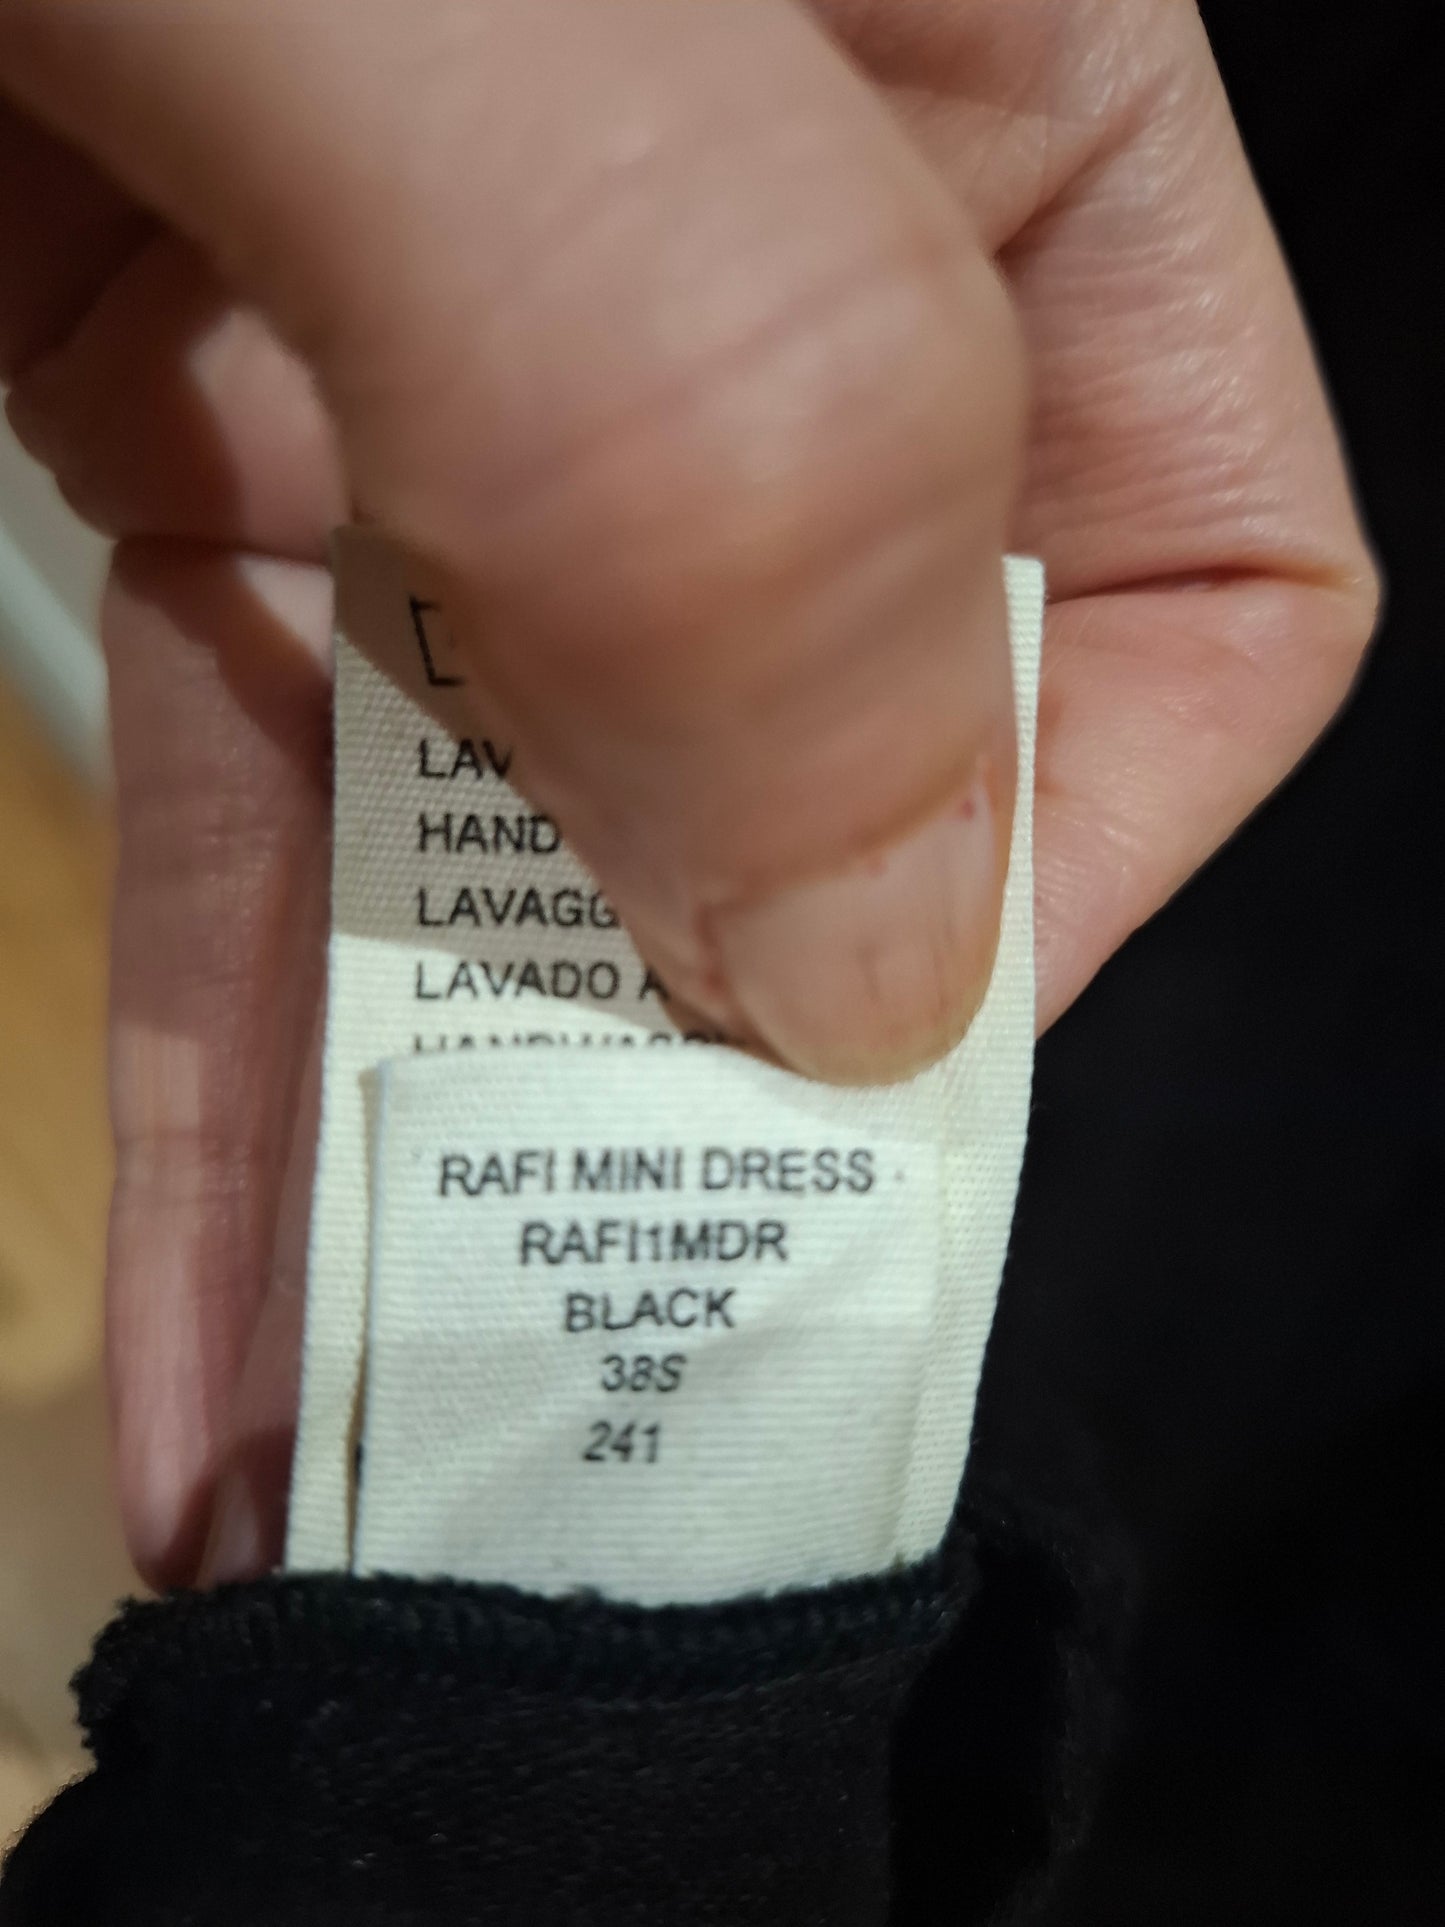 LAV
HAND
LAVAGG
LAVADO A
RAFI MINI DRESS
RAFI1MDR
BLACK
38S
241